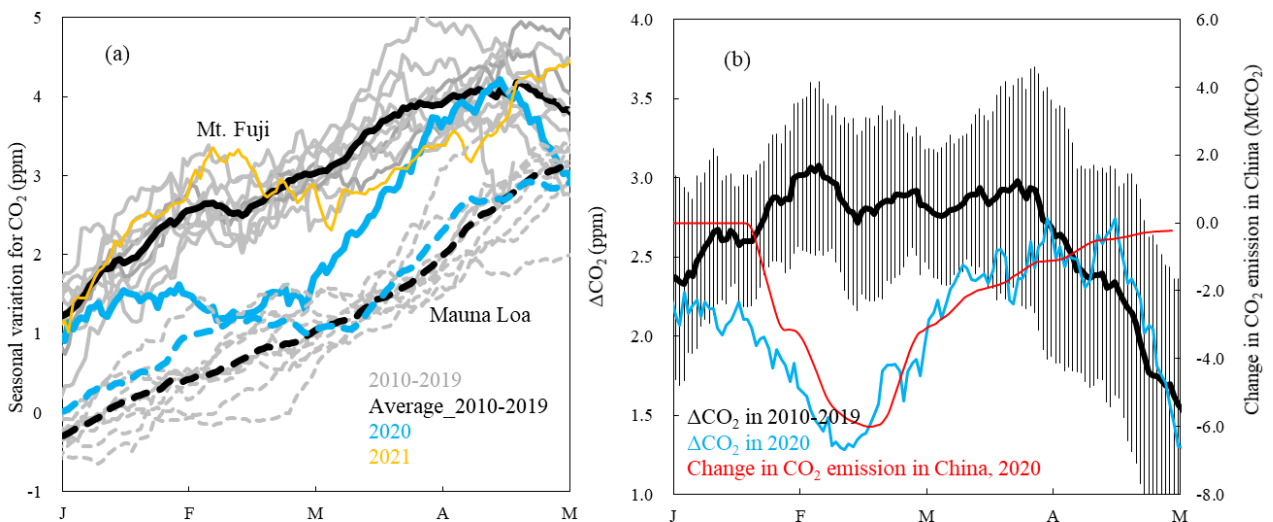 (a)
Mt. Fuji
Mauna Loa
2010-2019
Average_2010-2019
2020
2021
Seasonal variation for CO₂ (ppm)
5
4
3
2
1
0
-1
J F M A M
(b)
ΔCO₂ (ppm)
4.0
3.5
3.0
2.5
2.0
1.5
1.0
ΔCO₂ in 2010-2019
ΔCO₂ in 2020
Change in CO₂ emission in China, 2020
J F M A M
6.0
4.0
2.0
0.0
-2.0
-4.0
-6.0
-8.0
Change in CO₂ emission in China (MtCO₂)